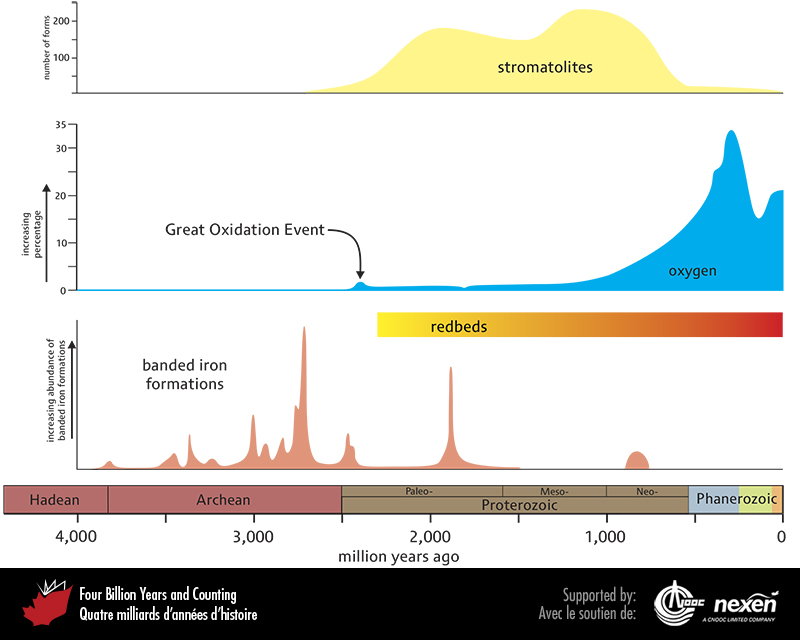 number of forms
200
100
stromatolites
increasing
percentage
35
30
20
10
0
Great Oxidation Event
oxygen
redbeds
increasing abundance of
banded iron formations
banded iron
formations
Hadean
Archean
Paleo-
Meso-
Neo-
Proterozoic
Phanerozoic
4,000
3,000
2,000
1,000
0
million years ago
Four Billion Years and Counting
Quatre milliards d'années d'histoire
Supported by:
Avec le soutien de:
CNOOC
nexen
A CNOOC LIMITED COMPANY